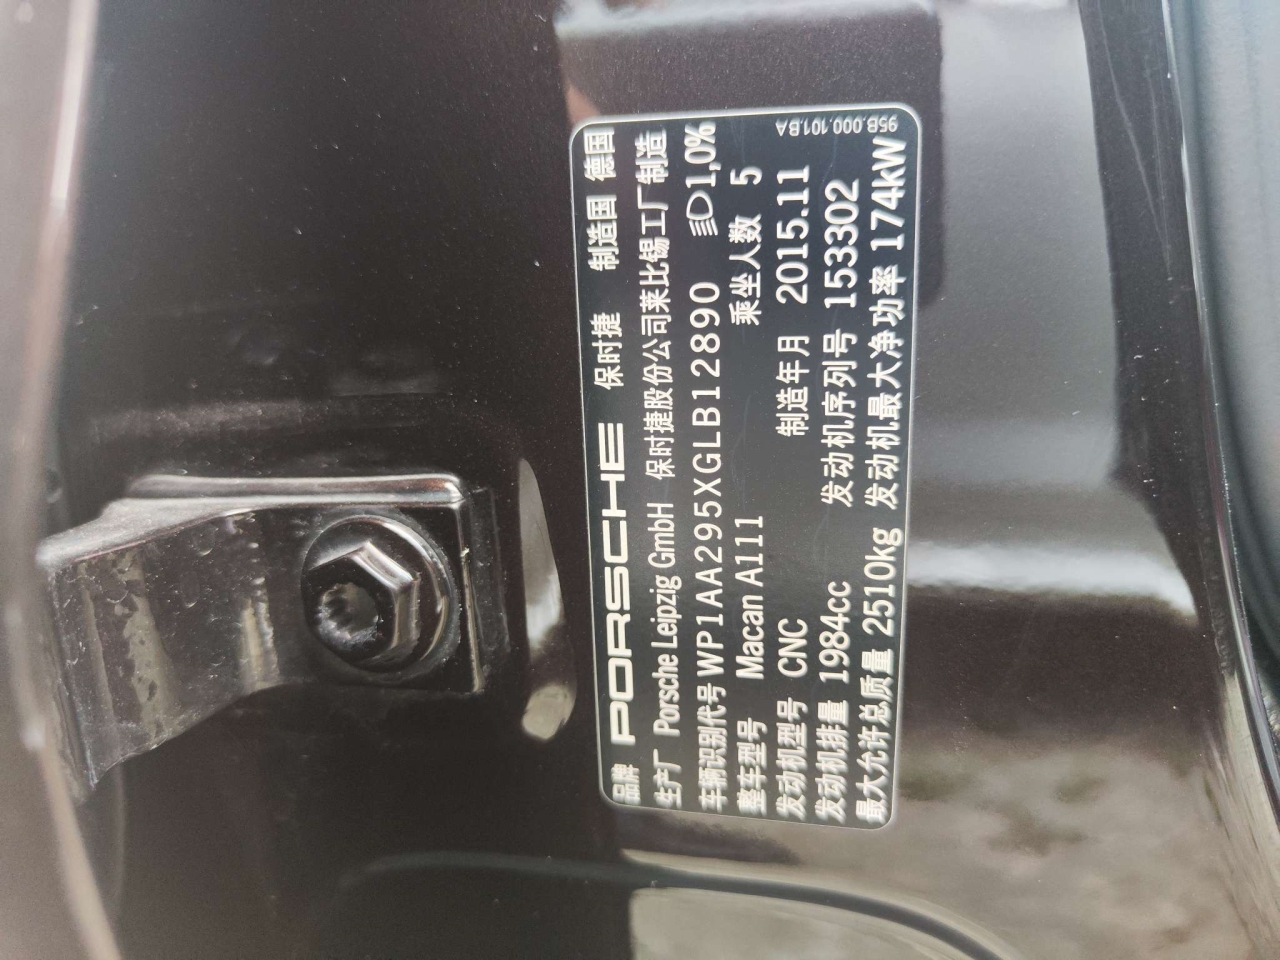 品牌 PORSCHE 保时捷 制造国 德国
生产厂 Porsche Leipzig GmbH 保时捷股份公司莱比锡工厂制造
车辆识别代号 WP1AA295XGLB12890 1,0%
整车型号 Macan A111 乘坐人数 5
发动机型号 CNC 制造年月 2015.11
发动机排量 1984cc 发动机序列号 153302
最大允许总质量 2510kg 发动机最大净功率 174kW
95B.000.101.BA